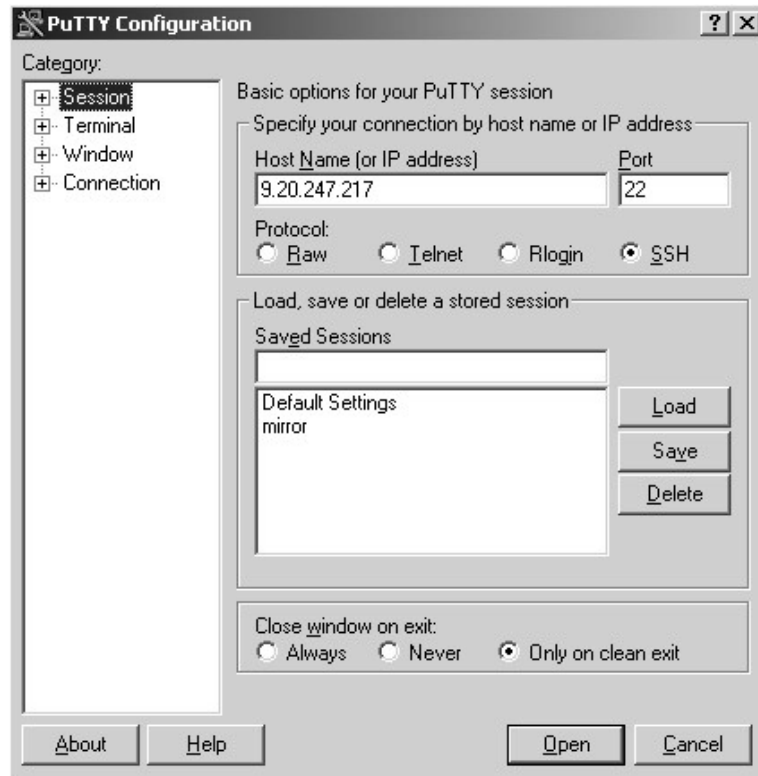 PuTTY Configuration
Category:
Session
Terminal
Window
Connection
Basic options for your PuTTY session
Specify your connection by host name or IP address
Host Name (or IP address)
Port
9.20.247.217
22
Protocol:
Raw
Telnet
Rlogin
SSH
Load, save or delete a stored session
Saved Sessions
Default Settings
mirror
Load
Save
Delete
Close window on exit:
Always
Never
Only on clean exit
About
Help
Open
Cancel